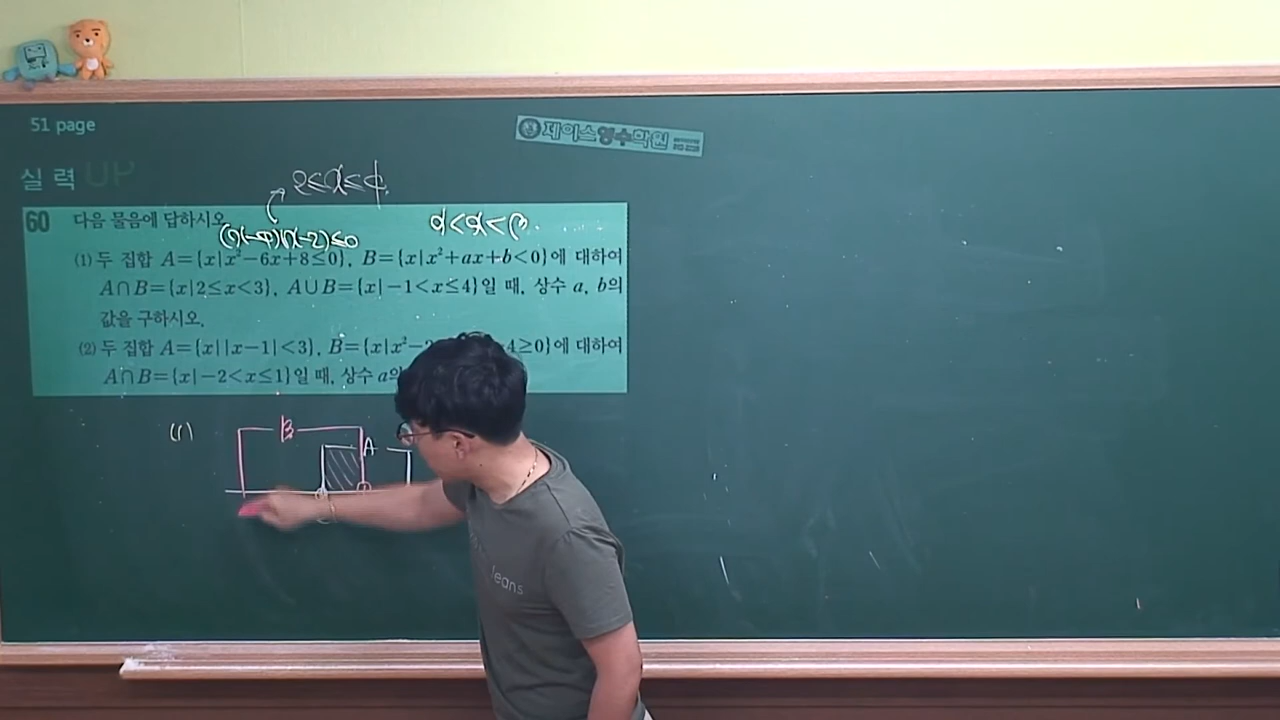 51 page
제이스영수학원
실력 UP
2≤x≤4.
60 다음 물음에 답하시오.
α<x<β.
(x-4)(x-2)≤0
(1) 두 집합 A={x|x²-6x+8≤0}, B={x|x²+ax+b<0}에 대하여
A∩B={x|2≤x<3}, A∪B={x|-1<x≤4}일 때, 상수 a, b의
값을 구하시오.
(2) 두 집합 A={x||x-1|<3}, B={x|x²-2 4≥0}에 대하여
A∩B={x|-2<x≤1}일 때, 상수 a의
(1)
B
A
jeans